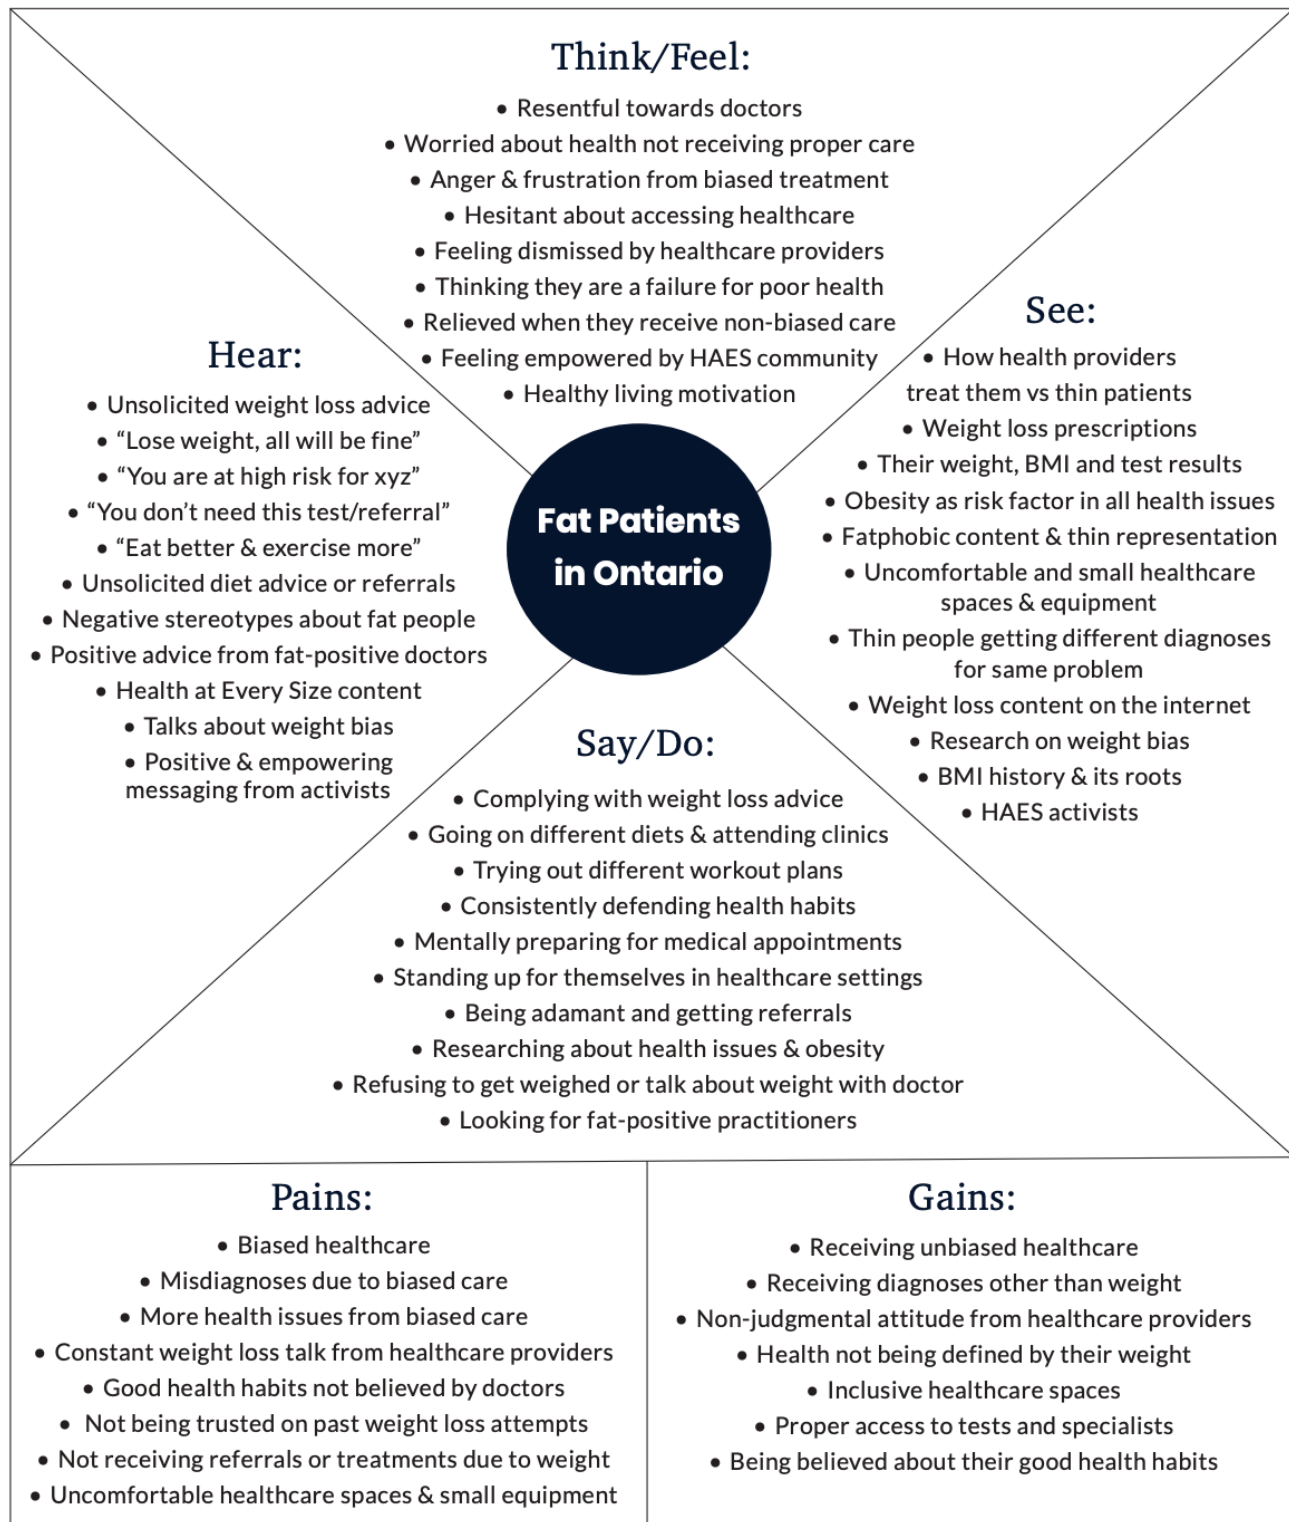 Think/Feel:
• Resentful towards doctors
• Worried about health not receiving proper care
• Anger & frustration from biased treatment
• Hesitant about accessing healthcare
• Feeling dismissed by healthcare providers
• Thinking they are a failure for poor health
• Relieved when they receive non-biased care
• Feeling empowered by HAES community
• Healthy living motivation
Hear:
• Unsolicited weight loss advice
• “Lose weight, all will be fine”
• “You are at high risk for xyz”
• “You don’t need this test/referral”
• “Eat better & exercise more”
• Unsolicited diet advice or referrals
• Negative stereotypes about fat people
• Positive advice from fat-positive doctors
• Health at Every Size content
• Talks about weight bias
• Positive & empowering
messaging from activists
Fat Patients
in Ontario
See:
• How health providers
treat them vs thin patients
• Weight loss prescriptions
• Their weight, BMI and test results
• Obesity as risk factor in all health issues
• Fatphobic content & thin representation
• Uncomfortable and small healthcare
spaces & equipment
• Thin people getting different diagnoses
for same problem
• Weight loss content on the internet
• Research on weight bias
• BMI history & its roots
• HAES activists
Say/Do:
• Complying with weight loss advice
• Going on different diets & attending clinics
• Trying out different workout plans
• Consistently defending health habits
• Mentally preparing for medical appointments
• Standing up for themselves in healthcare settings
• Being adamant and getting referrals
• Researching about health issues & obesity
• Refusing to get weighed or talk about weight with doctor
• Looking for fat-positive practitioners
Pains:
• Biased healthcare
• Misdiagnoses due to biased care
• More health issues from biased care
• Constant weight loss talk from healthcare providers
• Good health habits not believed by doctors
• Not being trusted on past weight loss attempts
• Not receiving referrals or treatments due to weight
• Uncomfortable healthcare spaces & small equipment
Gains:
• Receiving unbiased healthcare
• Receiving diagnoses other than weight
• Non-judgmental attitude from healthcare providers
• Health not being defined by their weight
• Inclusive healthcare spaces
• Proper access to tests and specialists
• Being believed about their good health habits